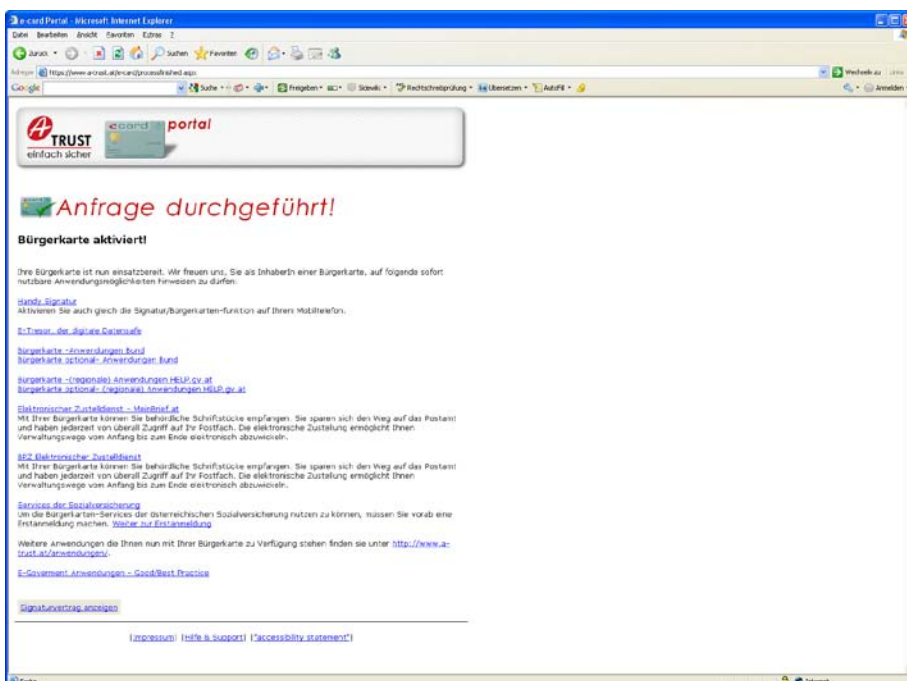 e-card Portal - Microsoft Internet Explorer
Datei Bearbeiten Ansicht Favoriten Extras ?
Zurück Suchen Favoriten
Adresse https://www.a-trust.at/e-card/processfinished.aspx Wechseln zu Links
Google Suche Freigeben Sidewiki Rechtschreibprüfung Übersetzen AutoFill Anmelden
A TRUST
einfach sicher
ecard
portal
Anfrage durchgeführt!
Bürgerkarte aktiviert!
Ihre Bürgerkarte ist nun einsatzbereit. Wir freuen uns, Sie als InhaberIn einer Bürgerkarte, auf folgende sofort
nutzbare Anwendungsmöglichkeiten hinweisen zu dürfen:
Handy Signatur
Aktivieren Sie auch gleich die Signatur/Bürgerkarten-funktion auf Ihrem Mobiltelefon.
E-Tresor, der digitale Datensafe
Bürgerkarte -Anwendungen Bund
Bürgerkarte optional- Anwendungen Bund
Bürgerkarte -(regionale) Anwendungen HELP.gv.at
Bürgerkarte optional- (regionale) Anwendungen HELP.gv.at
Elektronischer Zustelldienst - MeinBrief.at
Mit Ihrer Bürgerkarte können Sie behördliche Schriftstücke empfangen. Sie sparen sich den Weg auf das Postamt
und haben jederzeit von überall Zugriff auf Ihr Postfach. Die elektronische Zustellung ermöglicht Ihnen
Verwaltungswege vom Anfang bis zum Ende elektronisch abzuwickeln.
BRZ Elektronischer Zustelldienst
Mit Ihrer Bürgerkarte können Sie behördliche Schriftstücke empfangen. Sie sparen sich den Weg auf das Postamt
und haben jederzeit von überall Zugriff auf Ihr Postfach. Die elektronische Zustellung ermöglicht Ihnen
Verwaltungswege vom Anfang bis zum Ende elektronisch abzuwickeln.
Services der Sozialversicherung
Um die Bürgerkarten-Services der österreichischen Sozialversicherung nutzen zu können, müssen Sie vorab eine
Erstanmeldung machen. Weiter zur Erstanmeldung
Weitere Anwendungen die Ihnen nun mit Ihrer Bürgerkarte zu Verfügung stehen finden sie unter http://www.a-
trust.at/anwendungen/.
E-Goverment Anwendungen - Good/Best Practice
Signaturvertrag anzeigen
[Impressum] [Hilfe & Support] ["accessibility statement"]
Internet